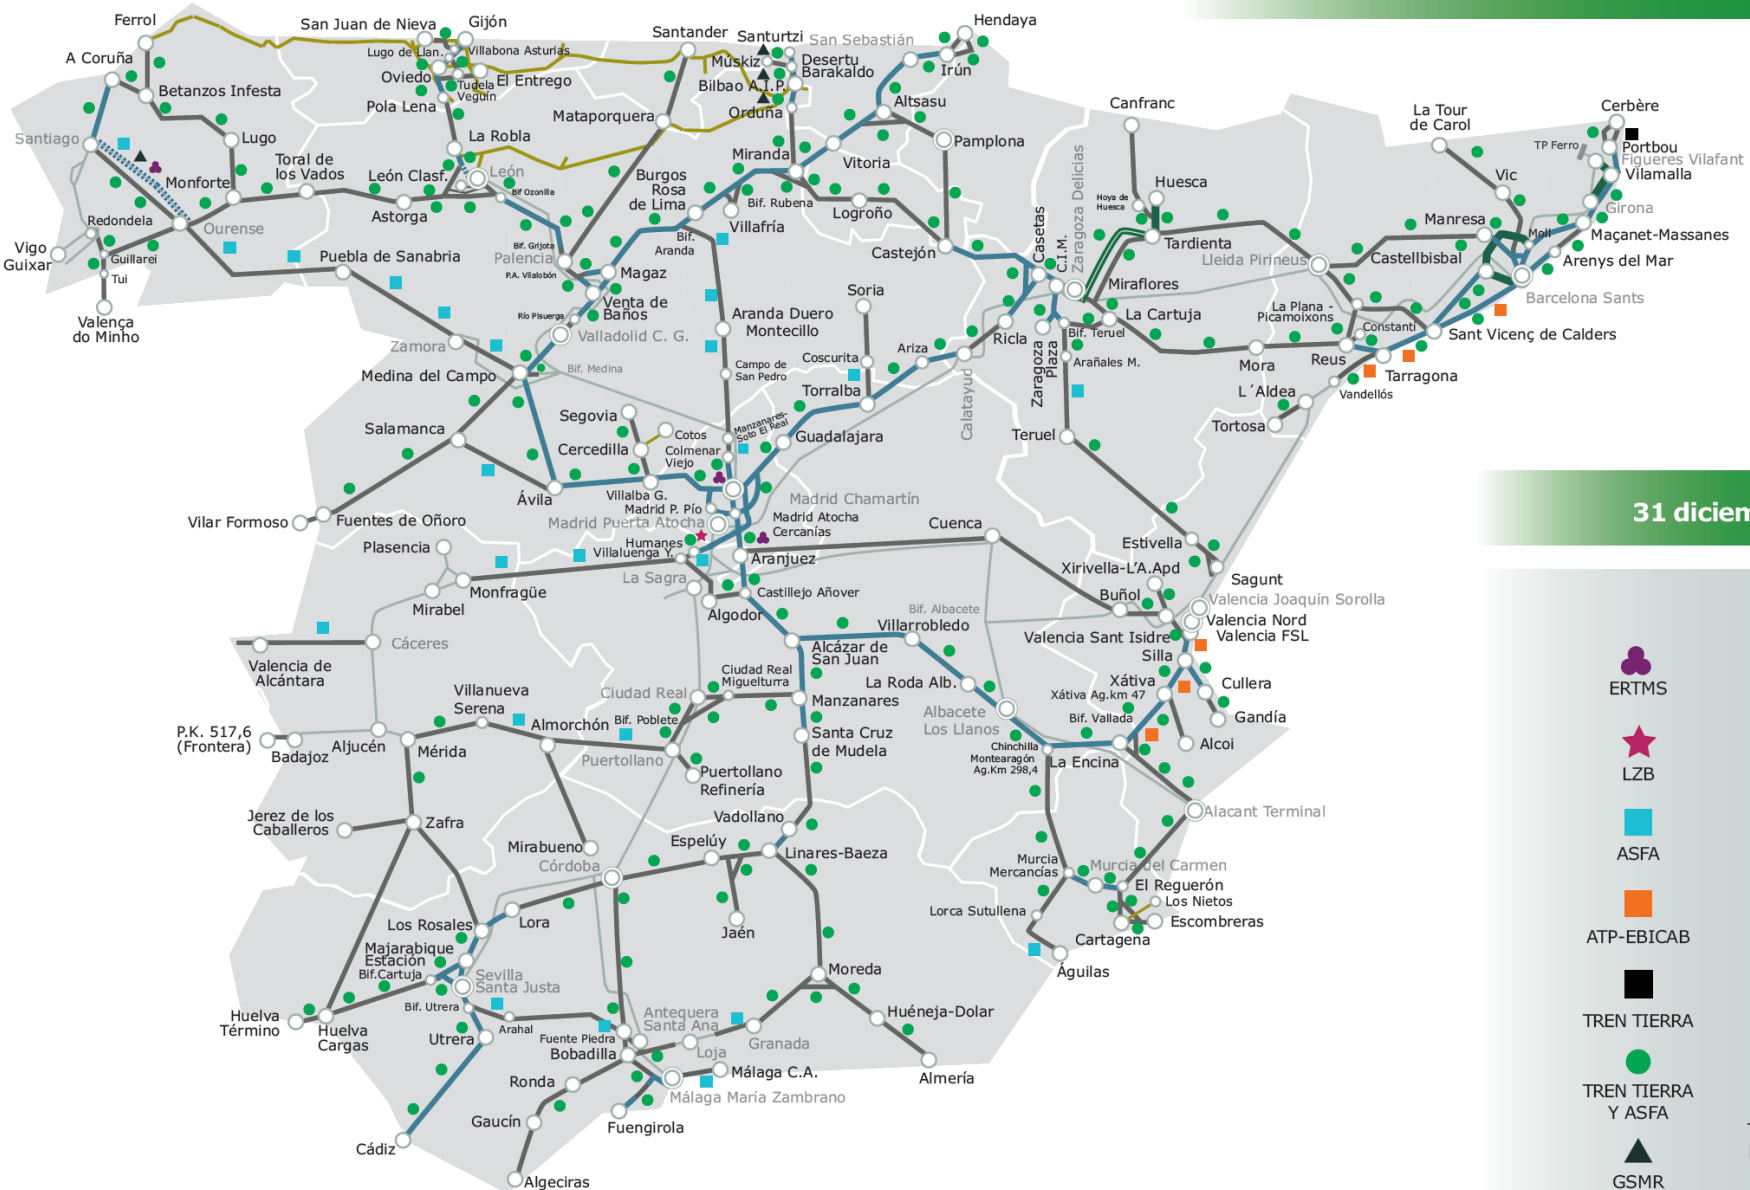 Ferrol
San Juan de Nieva
Gijón
Santander
Santurtzi
San Sebastián
Hendaya
A Coruña
Lugo de Llan.
Villabona Asturias
Múskiz
Desertu
Barakaldo
Irún
Oviedo
Tudela
Veguín
El Entrego
Bilbao A.I.P.
Betanzos Infesta
Pola Lena
Orduña
Altsasu
Canfranc
La Tour
de Carol
Cerbère
Mataporquera
Santiago
Lugo
La Robla
Pamplona
TP Ferro
Portbou
Figueres Vilafant
Vilamalla
Toral de
los Vados
León Clasf.
León
Miranda
Vitoria
Monforte
Bif Ozonilla
Burgos
Rosa
de Lima
Bif. Rubena
Zaragoza Delicias
Huesca
Hoya de
Huesca
Vic
Girona
Astorga
Villafría
Logroño
Redondela
Ourense
Manresa
Moll
Maçanet-Massanes
Vigo
Guixar
Guillarei
Puebla de Sanabria
Bif. Grijota
Palencia
P.A. Vilalobón
Magaz
Bif.
Aranda
Castejón
Casetas
C.I.M.
Tardienta
Lleida Pirineus
Castellbisbal
Arenys del Mar
Tui
Valença
do Minho
Río Pisuerga
Venta de
Baños
Soria
Miraflores
La Plana -
Picamoixons
Barcelona Sants
Zamora
Valladolid C. G.
Aranda Duero
Montecillo
Ricla
La Cartuja
Bif. Teruel
Constantí
Sant Vicenç de Calders
Medina del Campo
Bif. Medina
Campo de
San Pedro
Coscurita
Ariza
Zaragoza
Plaza
Arañales M.
Mora
Reus
Tarragona
Torralba
Calatayud
L´Aldea
Vandellós
Segovia
Cotos
Manzanares-
Soto El Real
Guadalajara
Salamanca
Cercedilla
Colmenar
Viejo
Teruel
Tortosa
Ávila
Villalba G.
Madrid P. Pío
Madrid Chamartín
Vilar Formoso
Fuentes de Oñoro
Madrid Puerta Atocha
Madrid Atocha
Cercanías
Cuenca
31 diciem
Plasencia
Humanes
Villaluenga Y.
Aranjuez
Estivella
La Sagra
Xirivella-L'A.Apd
Sagunt
Mirabel
Monfragüe
Algodor
Castillejo Añover
Buñol
Valencia Joaquín Sorolla
Bif. Albacete
Villarrobledo
Valencia Nord
Valencia Sant Isidre
Valencia FSL
Cáceres
Alcázar de
San Juan
Silla
Valencia de
Alcántara
Ciudad Real
Ciudad Real
Miguelturra
La Roda Alb.
Xátiva
Xátiva Ag.km 47
Cullera
ERTMS
Villanueva
Serena
Manzanares
Albacete
Los Llanos
Bif. Vallada
Gandía
P.K. 517,6
(Frontera)
Badajoz
Aljucén
Mérida
Almorchón
Bif. Poblete
Puertollano
Santa Cruz
de Mudela
Chinchilla
Montearagón
Ag.Km 298,4
La Encina
Alcoi
Puertollano
Refinería
LZB
Jerez de los
Caballeros
Zafra
Vadollano
Alacant Terminal
Mirabueno
Espelúy
Linares-Baeza
ASFA
Córdoba
Murcia
Mercancías
Murcia del Carmen
El Reguerón
Los Nietos
Lora
Los Rosales
Jaén
Lorca Sutullena
Escombreras
Cartagena
ATP-EBICAB
Majarabique
Estación
Bif.Cartuja
Sevilla
Santa Justa
Moreda
Águilas
Huelva
Término
Huelva
Cargas
Bif. Utrera
Arahal
Utrera
Antequera
Santa Ana
Fuente Piedra
Bobadilla
Loja
Granada
Huéneja-Dolar
TREN TIERRA
Ronda
Málaga C.A.
Almería
Málaga María Zambrano
TREN TIERRA
Y ASFA
Gaucín
Fuengirola
Cádiz
Algeciras
GSMR